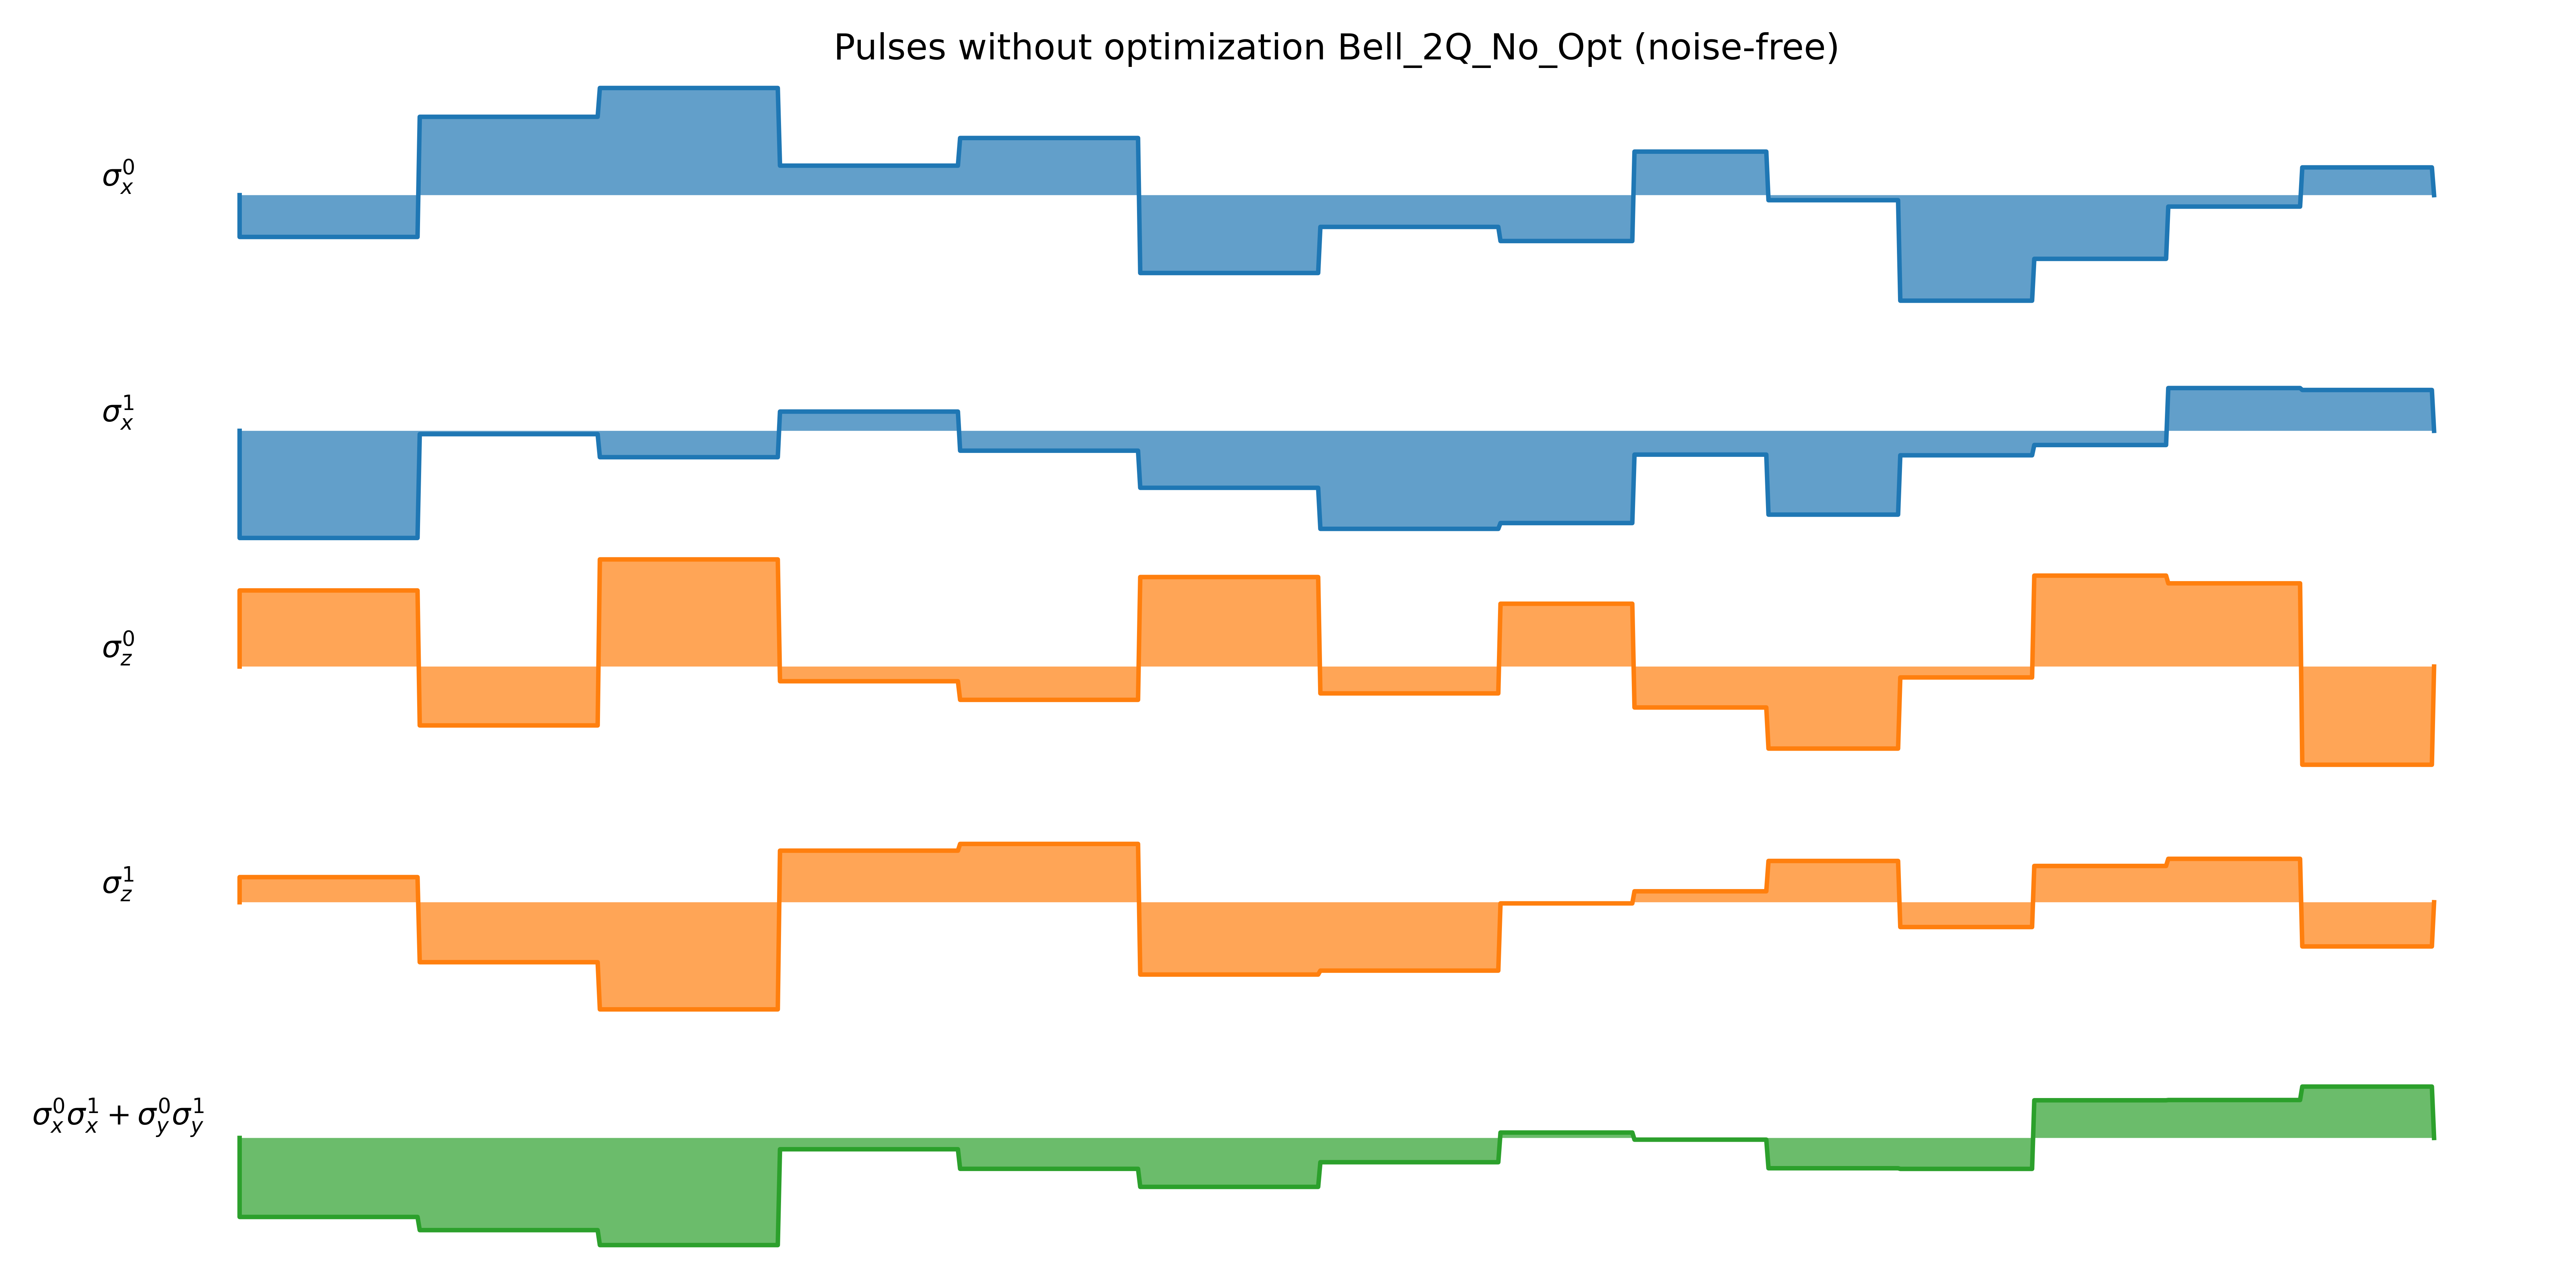 Pulses without optimization Bell_2Q_No_Opt (noise-free)
σ_x^0
σ_x^1
σ_z^0
σ_z^1
σ_x^0σ_x^1 + σ_y^0σ_y^1